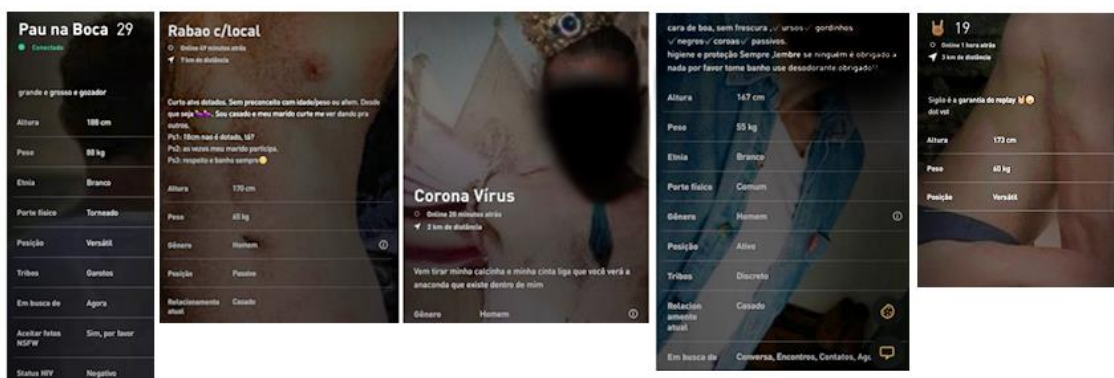 Pau na Boca 29
Conectado
grande e grosso e gozador
Altura 188 cm
Peso 88 kg
Etnia Branco
Porte físico Torneado
Posição Versátil
Tribos Garotos
Em busca de Agora
Aceitar fotos NSFW Sim, por favor
Status HIV Negativo
Rabao c/local
Online 49 minutos atrás
7 km de distância
Curto atvs dotados. Sem preconceito com idade/peso ou afem. Desde
que seja 🍆🍆. Sou casado e meu marido curte me ver dando pra
outros.
Ps1: 18cm nao é dotado, tá?
Ps2: as vezes meu marido participa.
Ps3: respeito e banho sempre
Altura 170 cm
Peso 65 kg
Gênero Homem
Posição Passivo
Relacionamento
atual Casado
Corona Vírus
Online 20 minutos atrás
2 km de distância
Vem tirar minha calcinha e minha cinta liga que você verá a
anaconda que existe dentro de mim
Gênero Homem
cara de boa, sem frescura ,✓ursos✓ gordinhos
✓negros✓coroas✓ passivos.
higiene e proteção Sempre ,lembre se ninguém é obrigado a
nada por favor tome banho use desodorante obrigado!!
Altura 167 cm
Peso 55 kg
Etnia Branco
Porte físico Comum
Gênero Homem
Posição Ativo
Tribos Discreto
Relacion
amento
atual Casado
Em busca de Conversa, Encontros, Contatos, Ago
🤘 19
Online 1 hora atrás
3 km de distância
Sigilo é a garantia do replay
dot vst
Altura 173 cm
Peso 60 kg
Posição Versátil